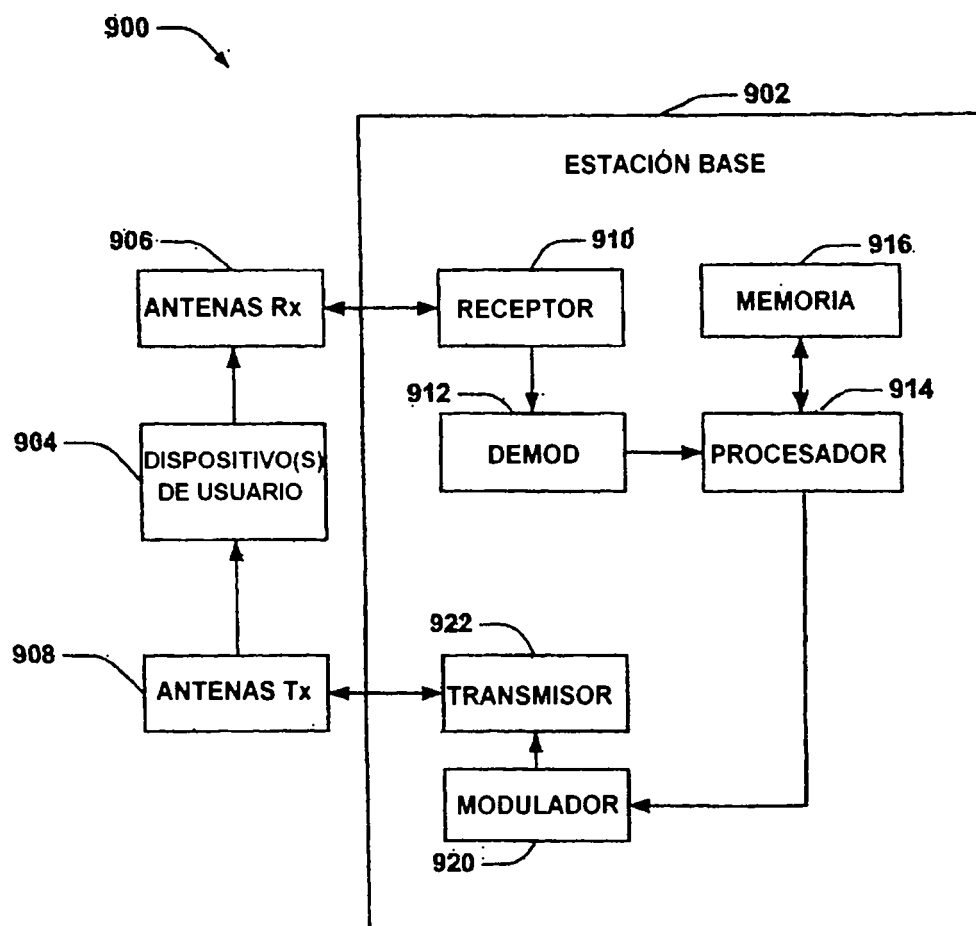 900
902
ESTACIÓN BASE
906
910
916
ANTENAS Rx
RECEPTOR
MEMORIA
912
914
904
DISPOSITIVO(S)
DE USUARIO
DEMOD
PROCESADOR
922
908
ANTENAS Tx
TRANSMISOR
MODULADOR
920